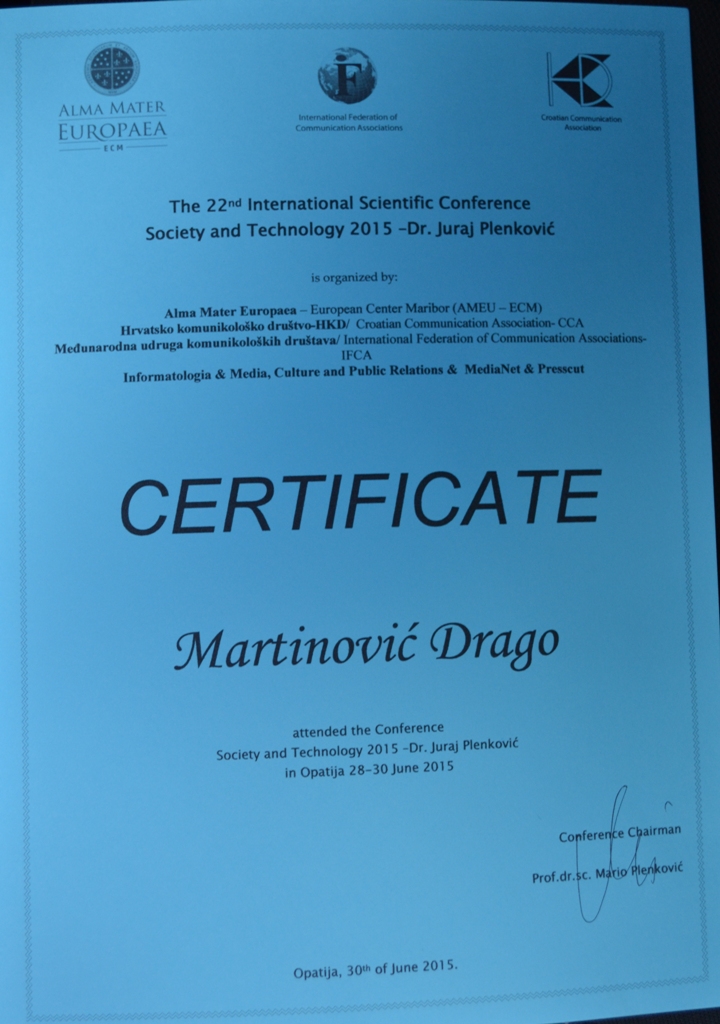 ALMA MATER
EUROPAEA
ECM
F
International Federation of
Communication Associations
Croatian Communication
Association
The 22nd International Scientific Conference
Society and Technology 2015 –Dr. Juraj Plenković
is organized by:
Alma Mater Europaea – European Center Maribor (AMEU – ECM)
Hrvatsko komunikološko društvo-HKD/ Croatian Communication Association- CCA
Međunarodna udruga komunikoloških društava/ International Federation of Communication Associations-
IFCA
Informatologia & Media, Culture and Public Relations & MediaNet & Presscut
CERTIFICATE
Martinović Drago
attended the Conference
Society and Technology 2015 –Dr. Juraj Plenković
in Opatija 28–30 June 2015
Conference Chairman
Prof.dr.sc. Mario Plenković
Opatija, 30th of June 2015.